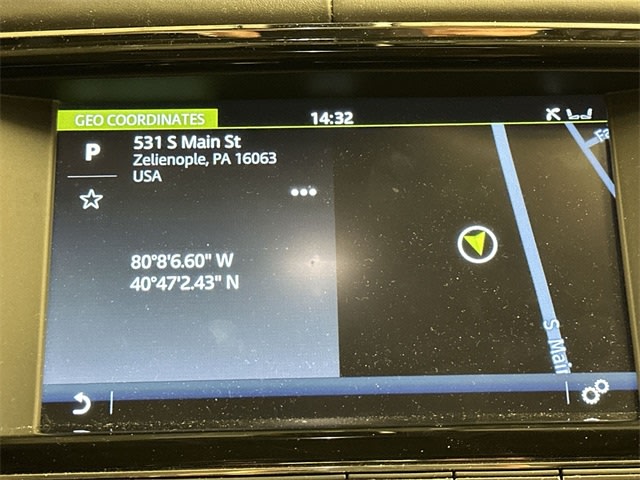 GEO COORDINATES
14:32
P
531 S Main St
Zelienople, PA 16063
USA
80°8'6.60" W
40°47'2.43" N
S Main